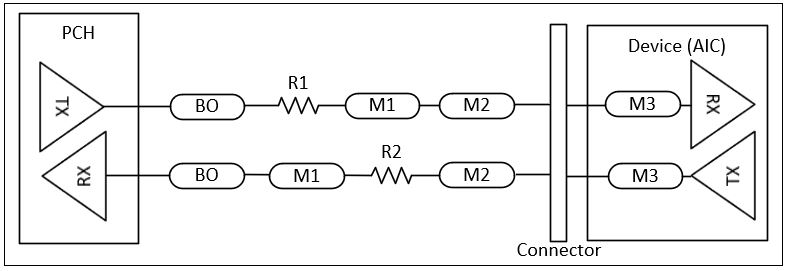 PCH
Device (AIC)
TX
BO
R1
M1
M2
M3
RX
RX
BO
M1
R2
M2
M3
TX
Connector